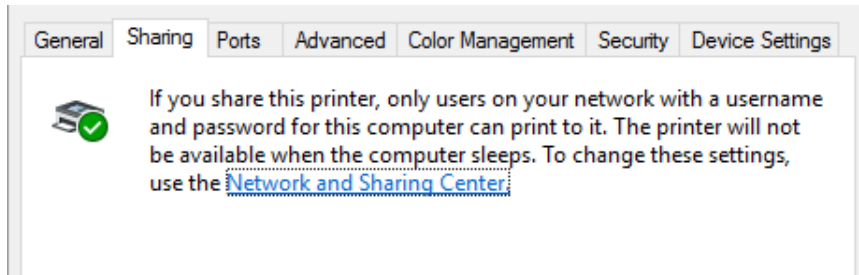 General Sharing Ports Advanced Color Management Security Device Settings
If you share this printer, only users on your network with a username
and password for this computer can print to it. The printer will not
be available when the computer sleeps. To change these settings,
use the Network and Sharing Center.